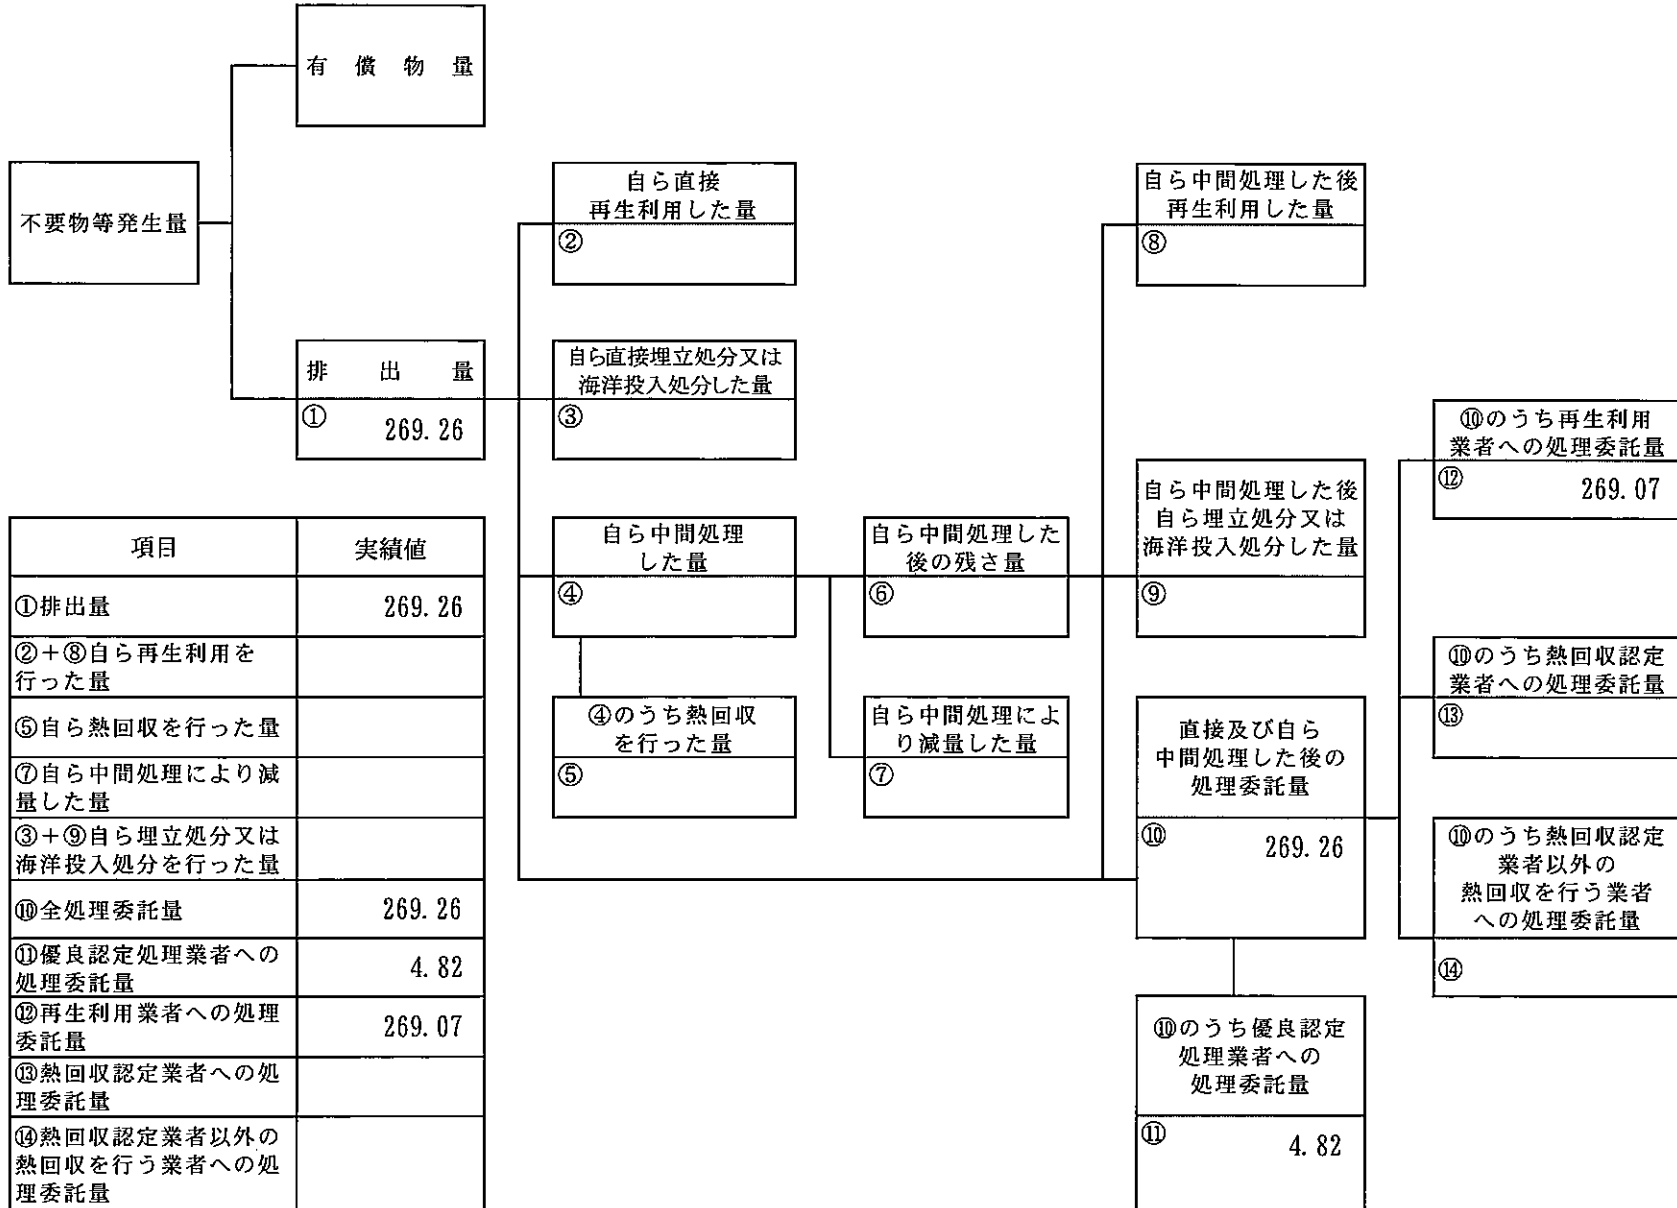 有償物量
不要物等発生量
排出量
① 269.26
自ら直接
再生利用した量
②
自ら直接埋立処分又は
海洋投入処分した量
③
自ら中間処理
した量
④
④のうち熱回収
を行った量
⑤
自ら中間処理した
後の残さ量
⑥
自ら中間処理によ
り減量した量
⑦
自ら中間処理した後
再生利用した量
⑧
自ら中間処理した後
自ら埋立処分又は
海洋投入処分した量
⑨
直接及び自ら
中間処理した後の
処理委託量
⑩ 269.26
⑩のうち優良認定
処理業者への
処理委託量
⑪ 4.82
⑩のうち再生利用
業者への処理委託量
⑫ 269.07
⑩のうち熱回収認定
業者への処理委託量
⑬
⑩のうち熱回収認定
業者以外の
熱回収を行う業者
への処理委託量
⑭
項目 実績値
①排出量 269.26
②+⑧自ら再生利用を
行った量
⑤自ら熱回収を行った量
⑦自ら中間処理により減
量した量
③+⑨自ら埋立処分又は
海洋投入処分を行った量
⑩全処理委託量 269.26
⑪優良認定処理業者への
処理委託量 4.82
⑫再生利用業者への処理
委託量 269.07
⑬熱回収認定業者への処
理委託量
⑭熱回収認定業者以外の
熱回収を行う業者への処
理委託量